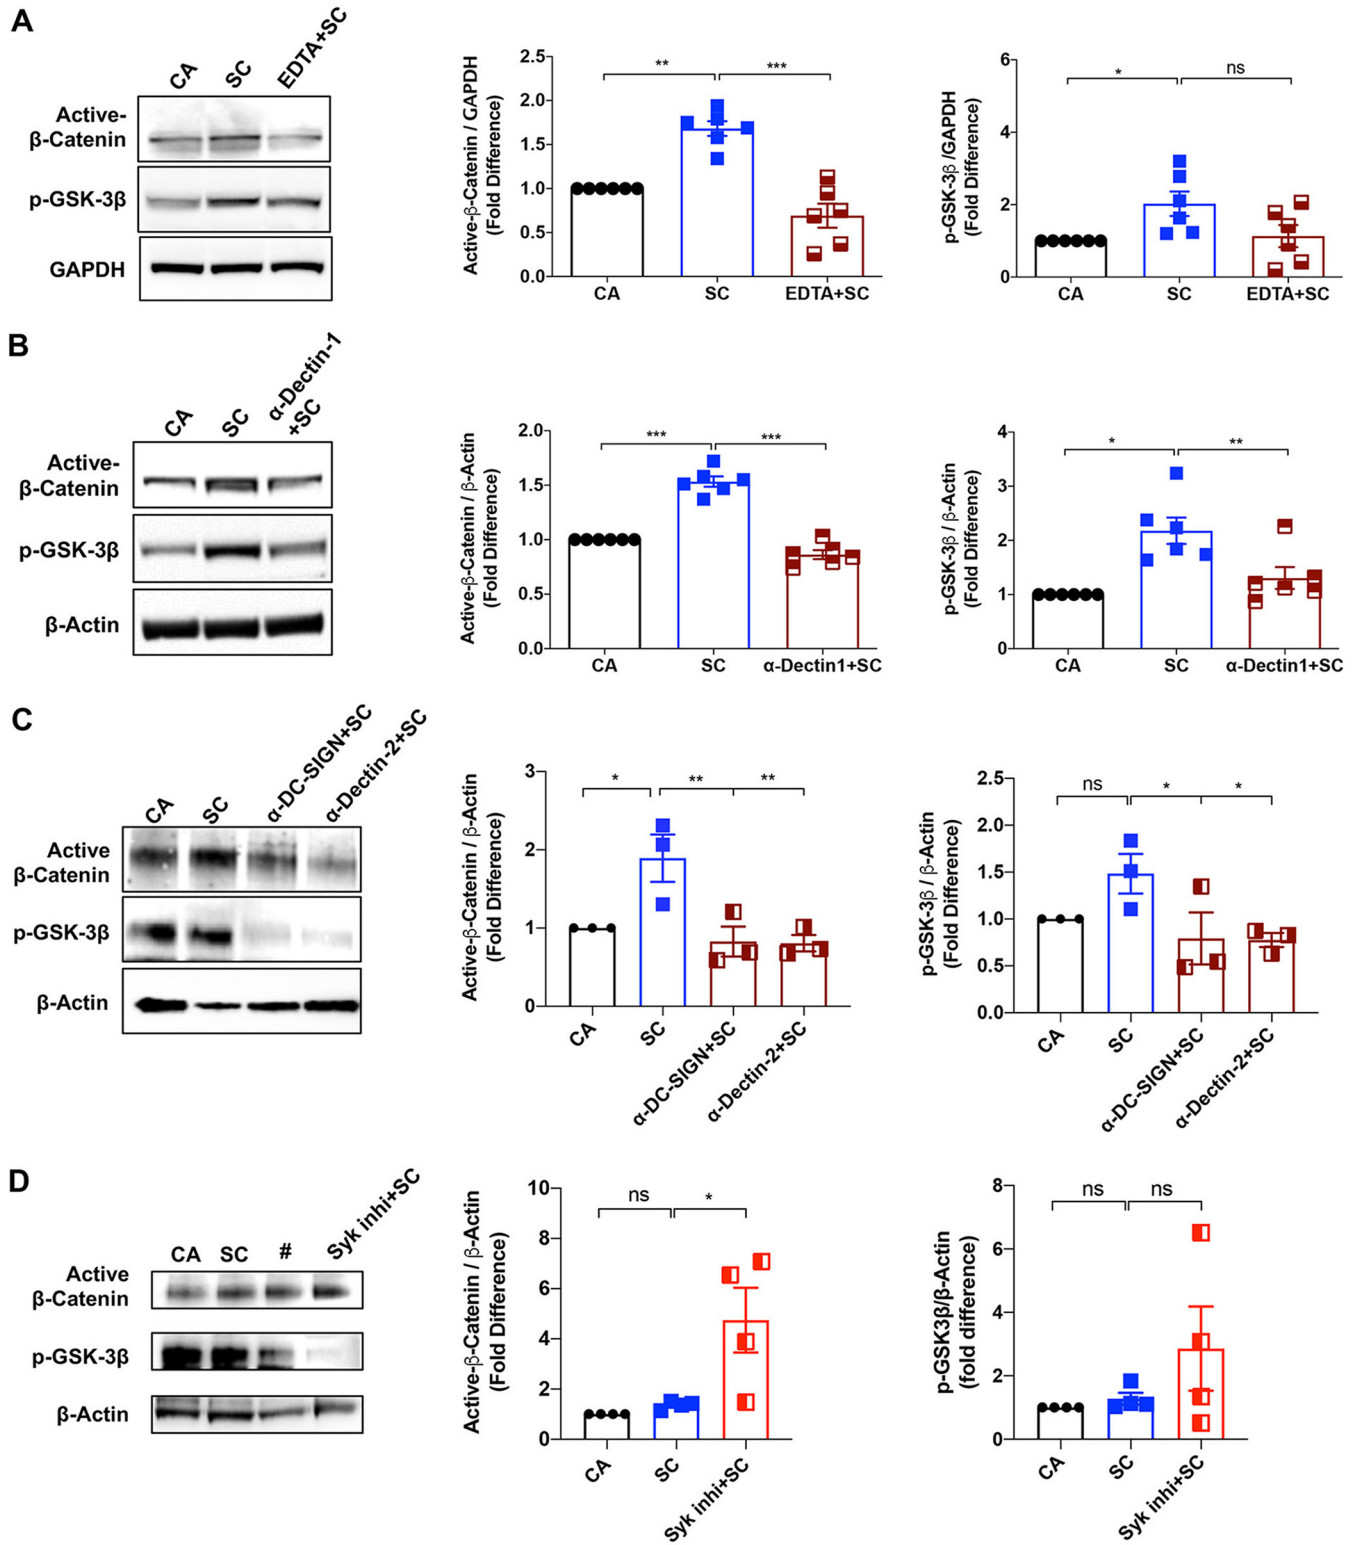 A
CA
SC
EDTA+SC
Active-
β-Catenin
p-GSK-3β
GAPDH
Active-β-Catenin / GAPDH
(Fold Difference)
2.5
2.0
1.5
1.0
0.5
0.0
**
***
CA
SC
EDTA+SC
p-GSK-3β /GAPDH
(Fold Difference)
6
4
2
0
*
ns
CA
SC
EDTA+SC
B
CA
SC
α-Dectin-1
+SC
Active-
β-Catenin
p-GSK-3β
β-Actin
Active-β-Catenin / β-Actin
(Fold Difference)
2.0
1.5
1.0
0.5
0.0
***
***
CA
SC
α-Dectin1+SC
p-GSK-3β / β-Actin
(Fold Difference)
4
3
2
1
0
*
**
CA
SC
α-Dectin1+SC
C
CA
SC
α-DC-SIGN+SC
α-Dectin-2+SC
Active
β-Catenin
p-GSK-3β
β-Actin
Active-β-Catenin / β-Actin
(Fold Difference)
3
2
1
0
*
**
**
CA
SC
α-DC-SIGN+SC
α-Dectin-2+SC
p-GSK-3β / β-Actin
(Fold Difference)
2.5
2.0
1.5
1.0
0.5
0.0
ns
*
*
CA
SC
α-DC-SIGN+SC
α-Dectin-2+SC
D
CA
SC
#
Syk inhi+SC
Active
β-Catenin
p-GSK-3β
β-Actin
Active-β-Catenin / β-Actin
(Fold Difference)
10
8
6
4
2
0
ns
*
CA
SC
Syk inhi+SC
p-GSK3β/β-Actin
(fold difference)
8
6
4
2
0
ns
ns
CA
SC
Syk inhi+SC